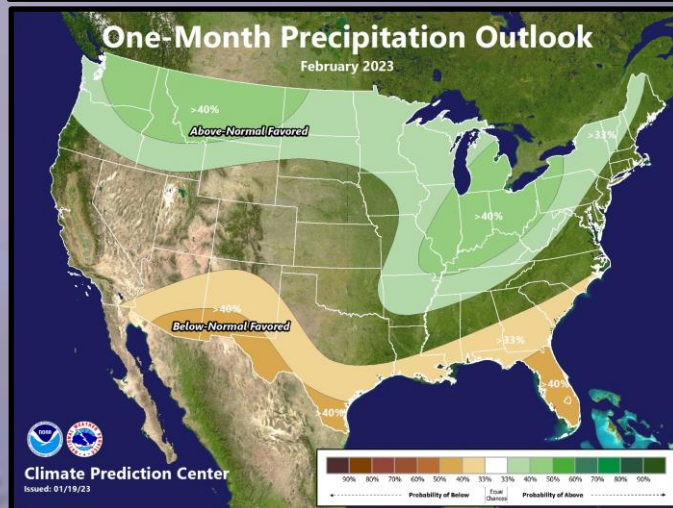 One-Month Precipitation Outlook
February 2023
>40%
Above-Normal Favored
>33%
>40%
>40%
Below-Normal Favored
>33%
>40%
>40%
noaa
Climate Prediction Center
Issued: 01/19/23
90% 80% 70% 60% 50% 40% 33% 33% 40% 50% 60% 70% 80% 90%
Probability of Below
Equal
Chances
Probability of Above